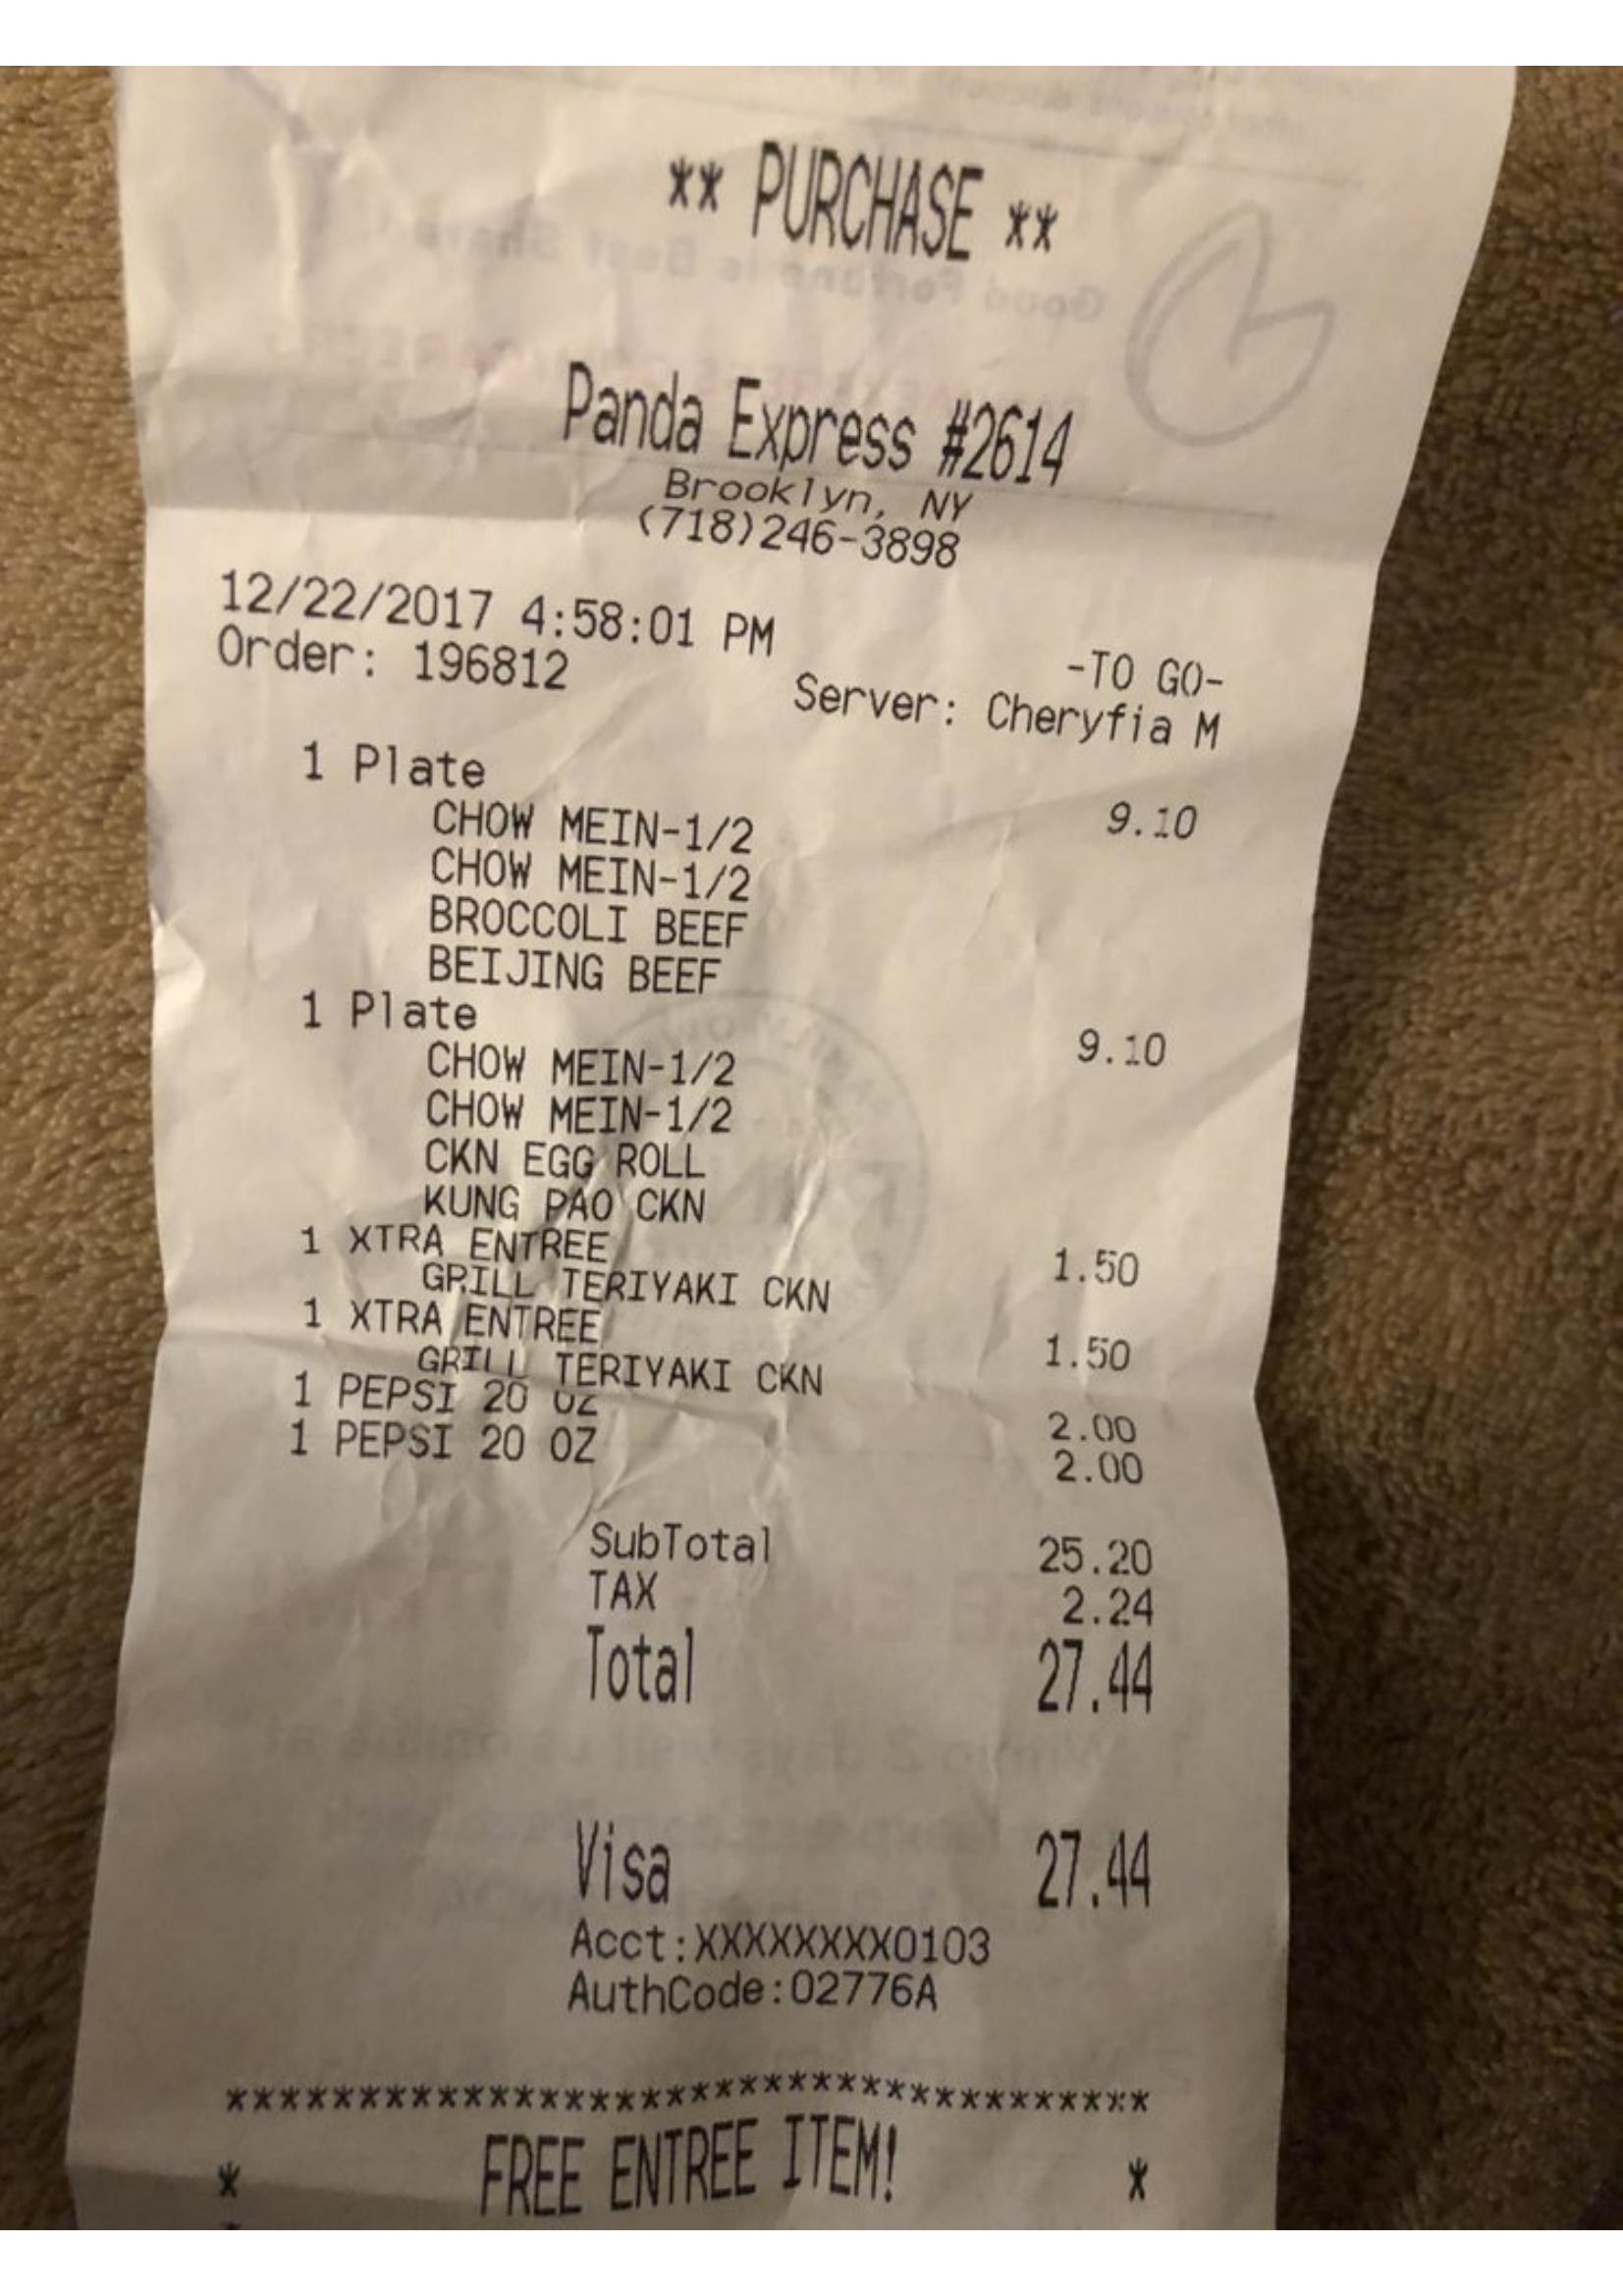 ** PURCHASE **
Good Fortune is Best Shared.
Panda Express #2614
Brooklyn, NY
(718)246-3898
12/22/2017 4:58:01 PM
-TO GO-
Order: 196812
Server: Cheryfia M
1 Plate 9.10
CHOW MEIN-1/2
CHOW MEIN-1/2
BROCCOLI BEEF
BEIJING BEEF
1 Plate 9.10
CHOW MEIN-1/2
CHOW MEIN-1/2
CKN EGG ROLL
KUNG PAO CKN
1 XTRA ENTREE 1.50
GRILL TERIYAKI CKN
1 XTRA ENTREE 1.50
GRILL TERIYAKI CKN
1 PEPSI 20 OZ 2.00
1 PEPSI 20 OZ 2.00
SubTotal 25.20
TAX 2.24
Total 27.44
Visa 27.44
Acct:XXXXXXXX0103
AuthCode:02776A
************************************
* FREE ENTREE ITEM! *